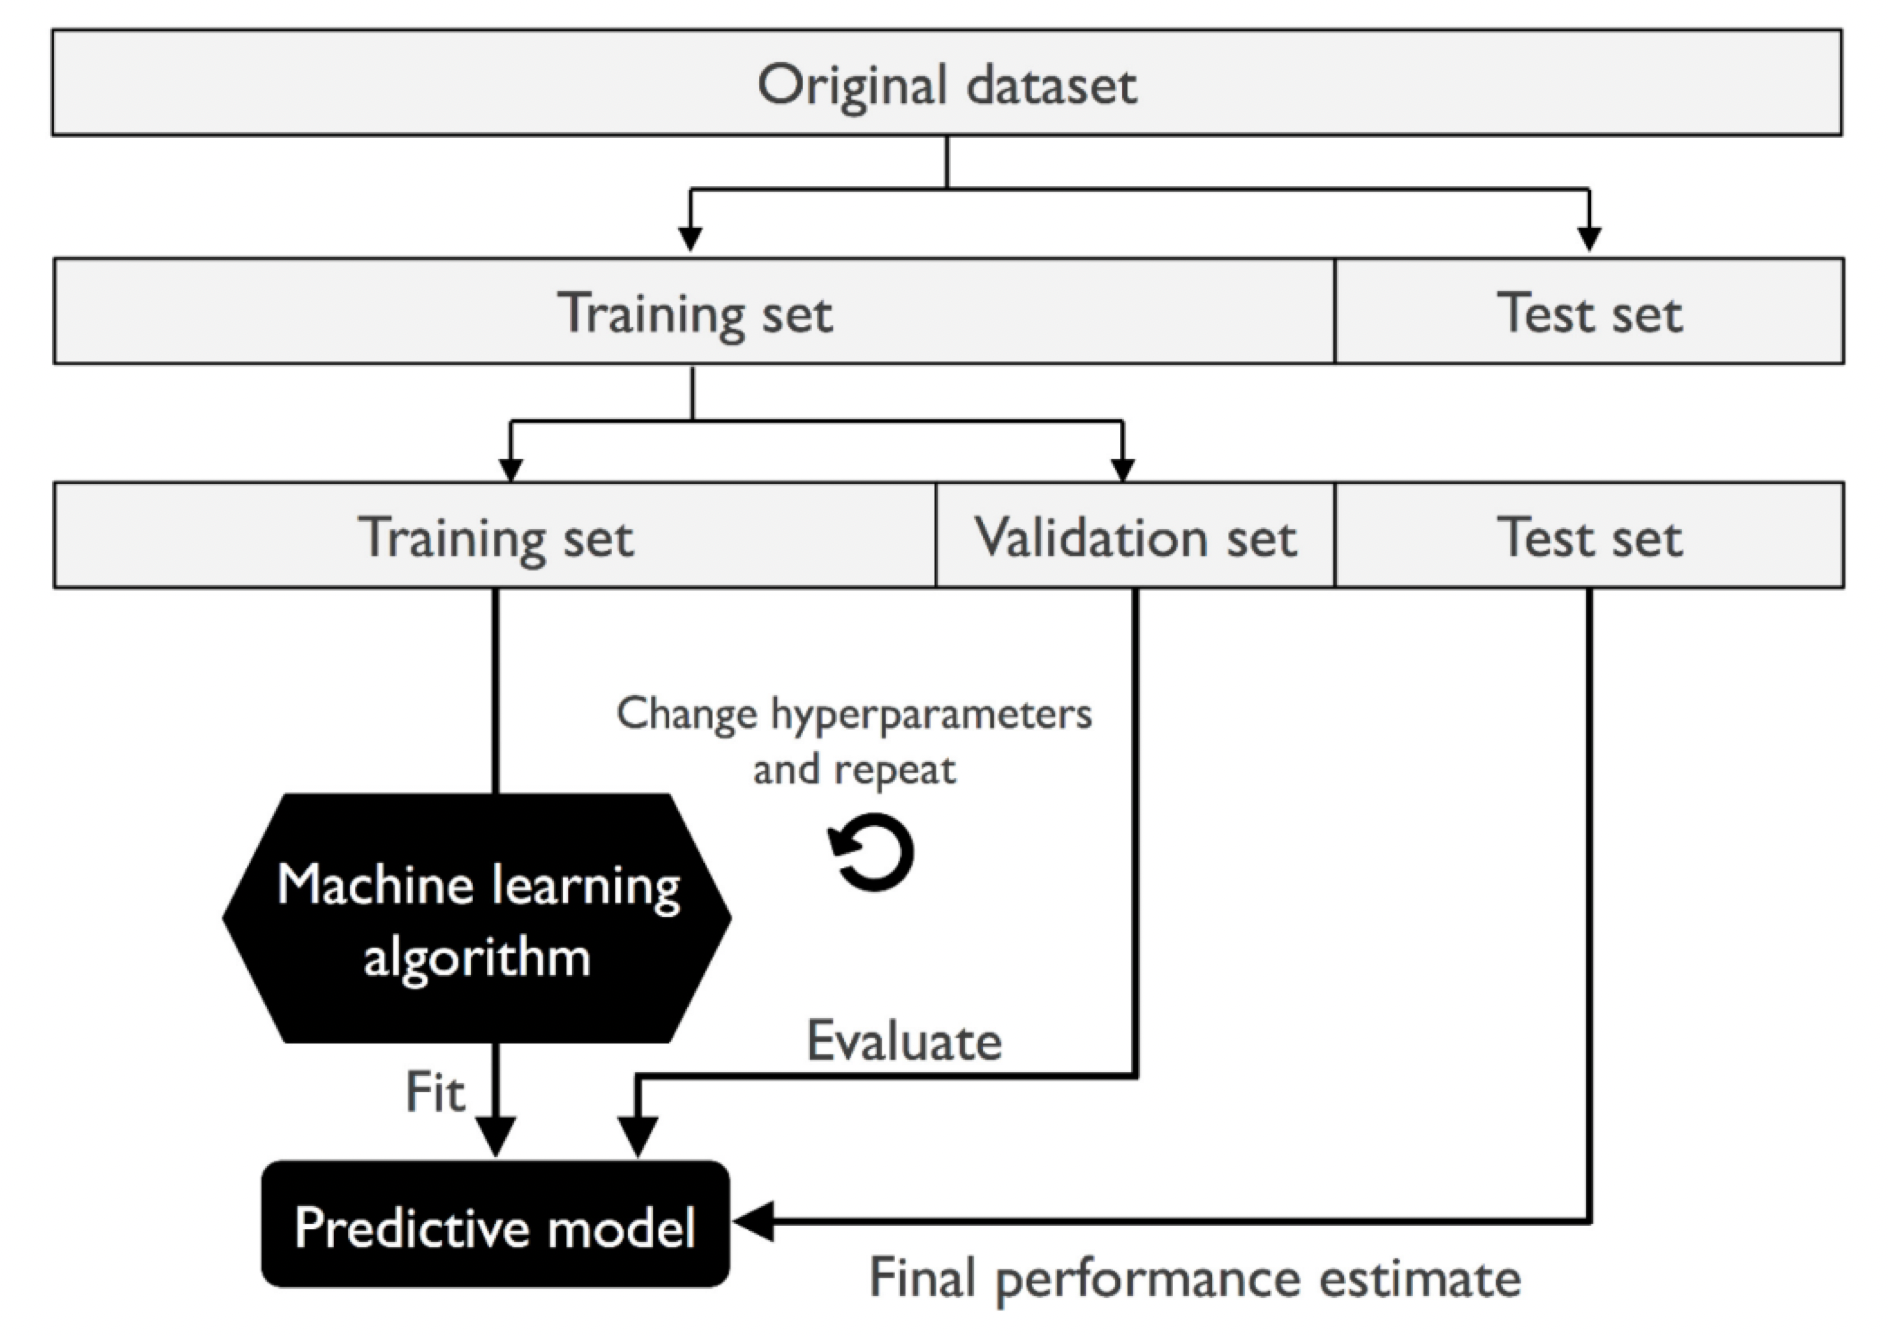 Original dataset
Training set
Test set
Training set
Validation set
Test set
Change hyperparameters
and repeat
Machine learning
algorithm
Evaluate
Fit
Predictive model
Final performance estimate